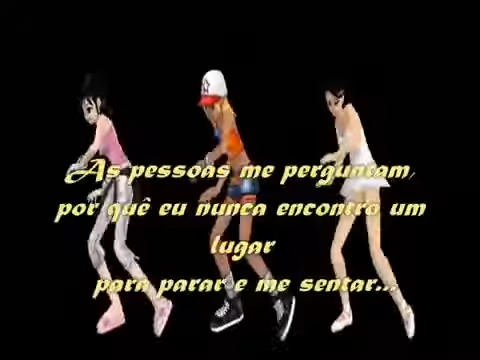 As pessoas me perguntam,
por quê eu nunca encontro um
lugar
para parar e me sentar...